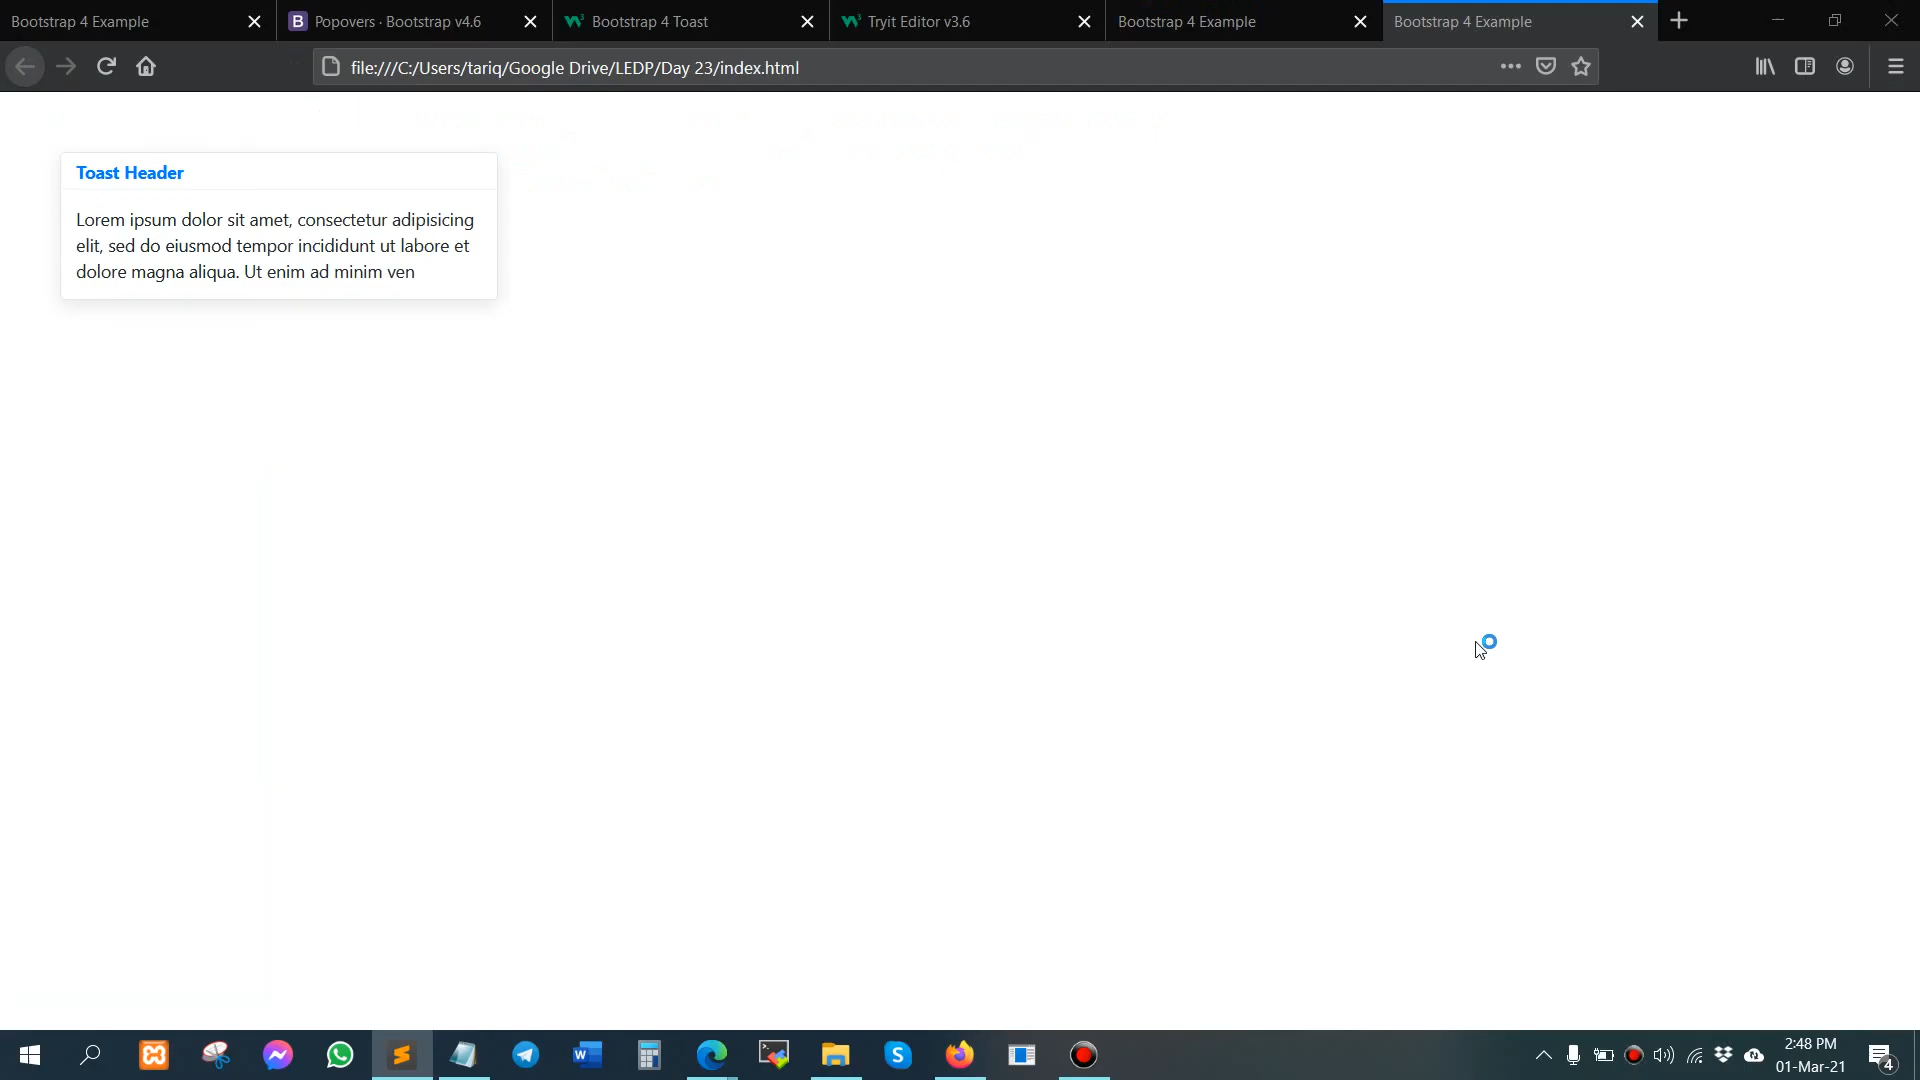 Bootstrap 4 Example
Popovers · Bootstrap v4.6
Bootstrap 4 Toast
Tryit Editor v3.6
Bootstrap 4 Example
Bootstrap 4 Example
file:///C:/Users/tariq/Google Drive/LEDP/Day 23/index.html
Toast Header
Lorem ipsum dolor sit amet, consectetur adipisicing
elit, sed do eiusmod tempor incididunt ut labore et
dolore magna aliqua. Ut enim ad minim ven
2:48 PM
01-Mar-21
4